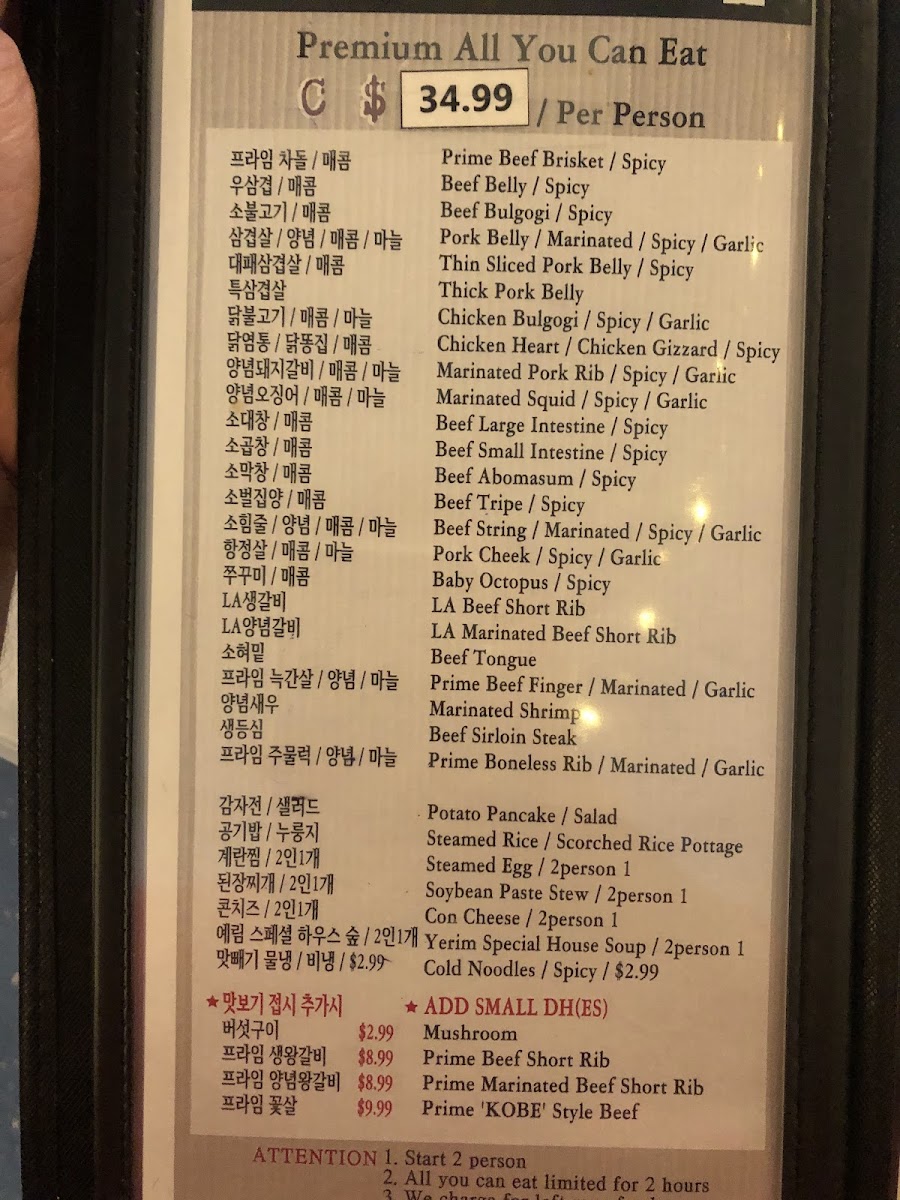 Premium All You Can Eat
C $ 34.99 / Per Person
프라임 차돌 / 매콤 Prime Beef Brisket / Spicy
우삼겹 / 매콤 Beef Belly / Spicy
소불고기 / 매콤 Beef Bulgogi / Spicy
삼겹살 / 양념 / 매콤 / 마늘 Pork Belly / Marinated / Spicy / Garlic
대패삼겹살 / 매콤 Thin Sliced Pork Belly / Spicy
특삼겹살 Thick Pork Belly
닭불고기 / 매콤 / 마늘 Chicken Bulgogi / Spicy / Garlic
닭염통 / 닭똥집 / 매콤 Chicken Heart / Chicken Gizzard / Spicy
양념돼지갈비 / 매콤 / 마늘 Marinated Pork Rib / Spicy / Garlic
양념오징어 / 매콤 / 마늘 Marinated Squid / Spicy / Garlic
소대창 / 매콤 Beef Large Intestine / Spicy
소곱창 / 매콤 Beef Small Intestine / Spicy
소막창 / 매콤 Beef Abomasum / Spicy
소벌집양 / 매콤 Beef Tripe / Spicy
소힘줄 / 양념 / 매콤 / 마늘 Beef String / Marinated / Spicy / Garlic
항정살 / 매콤 / 마늘 Pork Cheek / Spicy / Garlic
쭈꾸미 / 매콤 Baby Octopus / Spicy
LA생갈비 LA Beef Short Rib
LA양념갈비 LA Marinated Beef Short Rib
소혀밑 Beef Tongue
프라임 늑간살 / 양념 / 마늘 Prime Beef Finger / Marinated / Garlic
양념새우 Marinated Shrimp
생등심 Beef Sirloin Steak
프라임 주물럭 / 양념 / 마늘 Prime Boneless Rib / Marinated / Garlic
감자전 / 샐러드 Potato Pancake / Salad
공기밥 / 누룽지 Steamed Rice / Scorched Rice Pottage
계란찜 / 2인1개 Steamed Egg / 2person 1
된장찌개 / 2인1개 Soybean Paste Stew / 2person 1
콘치즈 / 2인1개 Con Cheese / 2person 1
예림 스페셜 하우스 숲 / 2인1개 Yerim Special House Soup / 2person 1
맛빼기 물냉 / 비냉 / $2.99 Cold Noodles / Spicy / $2.99
★ 맛보기 접시 추가시 ★ ADD SMALL DH(ES)
버섯구이 $2.99 Mushroom
프라임 생왕갈비 $8.99 Prime Beef Short Rib
프라임 양념왕갈비 $8.99 Prime Marinated Beef Short Rib
프라임 꽃살 $9.99 Prime 'KOBE' Style Beef
ATTENTION 1. Start 2 person
2. All you can eat limited for 2 hours
3. We charge for